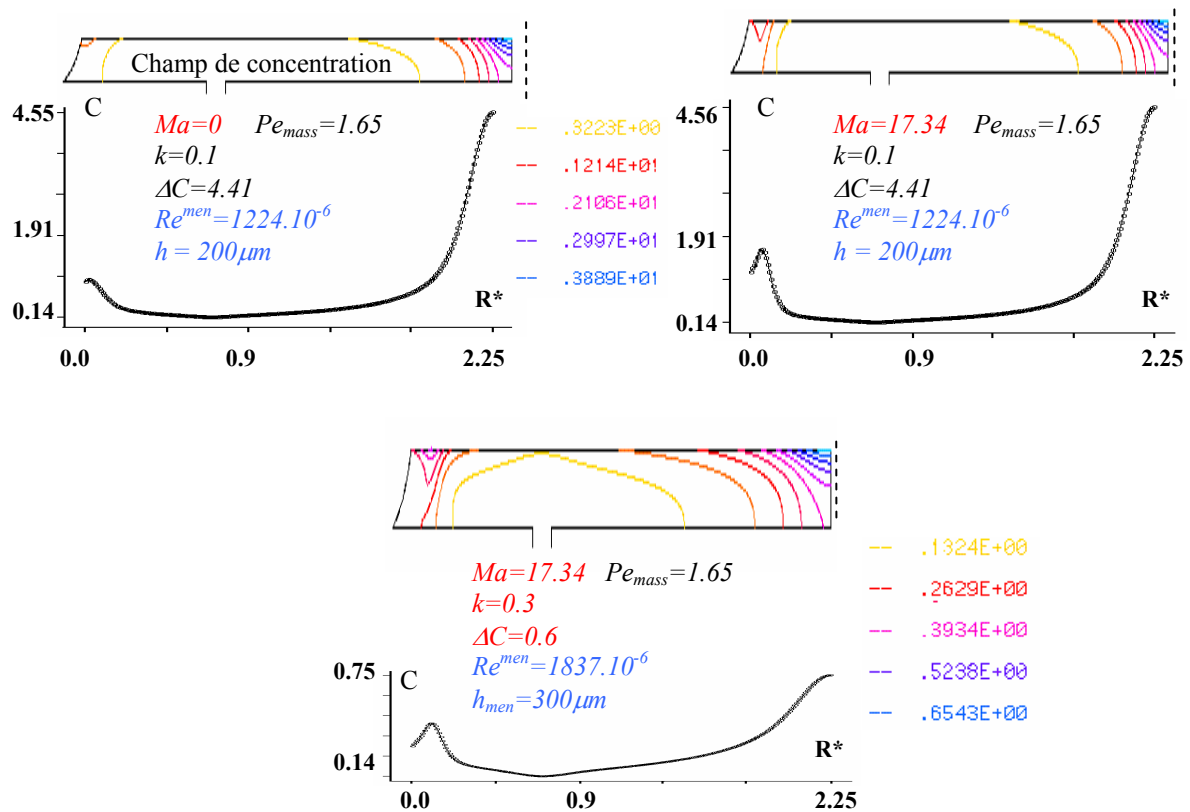 Champ de concentration
4.55
C
Ma=0 Pe_mass=1.65
k=0.1
ΔC=4.41
Re^men=1224.10^-6
h = 200μm
1.91
0.14
R*
0.0 0.9 2.25
.3223E+00
.1214E+01
.2106E+01
.2997E+01
.3889E+01
4.56
C
Ma=17.34 Pe_mass=1.65
k=0.1
ΔC=4.41
Re^men=1224.10^-6
h = 200μm
1.91
0.14
R*
0.0 0.9 2.25
Ma=17.34 Pe_mass=1.65
k=0.3
ΔC=0.6
Re^men=1837.10^-6
h_men=300μm
.1324E+00
.2629E+00
.3934E+00
.5238E+00
.6543E+00
0.75
C
0.14
R*
0.0 0.9 2.25